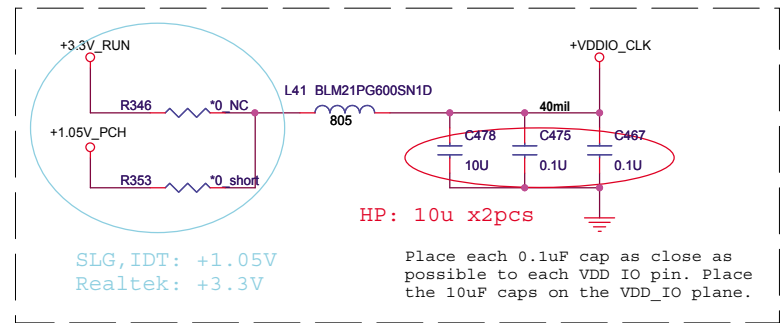 +3.3V_RUN
+VDDIO_CLK
L41 BLM21PG600SN1D
R346
*0_NC
805
40mil
+1.05V_PCH
C478
C475
C467
10U
0.1U
0.1U
R353
*0_short
HP: 10u x2pcs
SLG,IDT: +1.05V
Realtek: +3.3V
Place each 0.1uF cap as close as
possible to each VDD IO pin. Place
the 10uF caps on the VDD_IO plane.